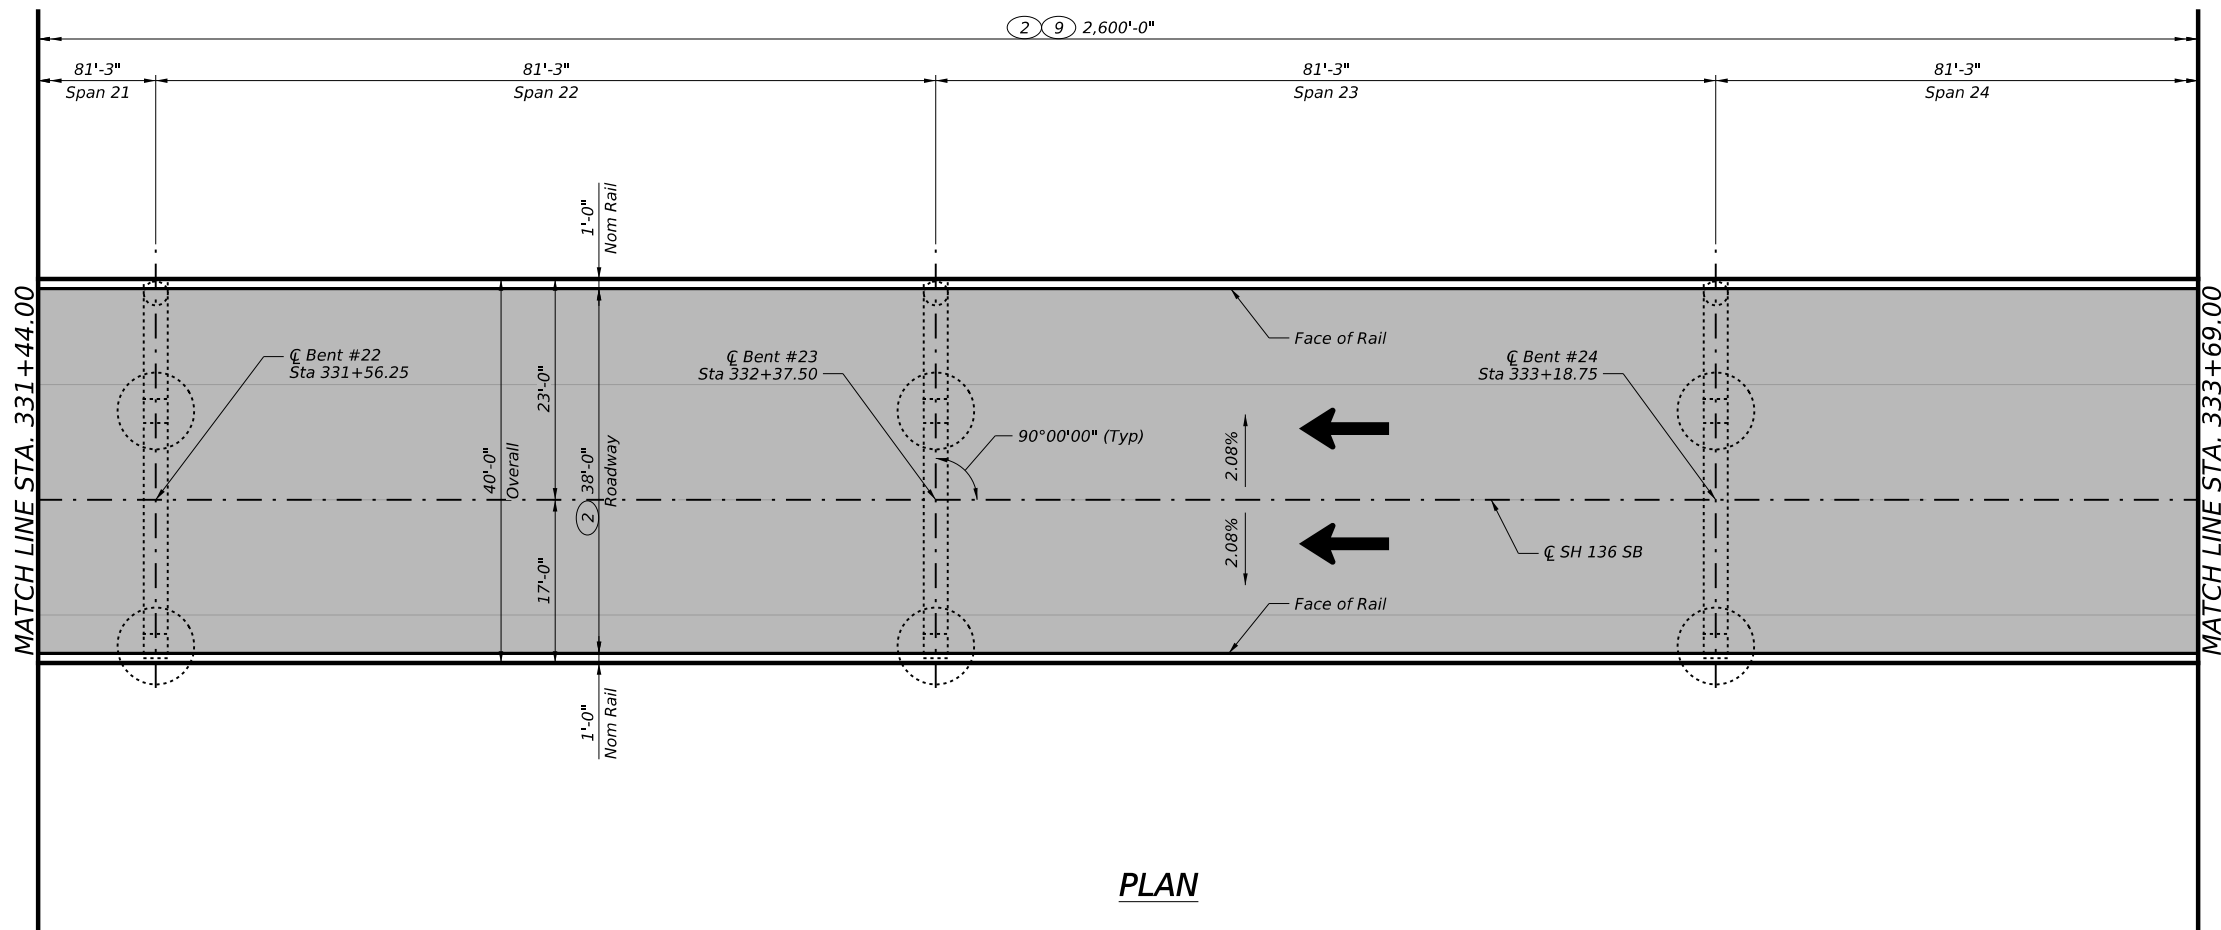 2 9 2,600'-0"
81'-3"
Span 21
81'-3"
Span 22
81'-3"
Span 23
81'-3"
Span 24
1'-0"
Nom Rail
MATCH LINE STA. 331+44.00
℄ Bent #22
Sta 331+56.25
40'-0"
Overall
23'-0"
17'-0"
2 38'-0"
Roadway
℄ Bent #23
Sta 332+37.50
90°00'00" (Typ)
Face of Rail
2.08%
2.08%
℄ Bent #24
Sta 333+18.75
℄ SH 136 SB
Face of Rail
MATCH LINE STA. 333+69.00
1'-0"
Nom Rail
PLAN